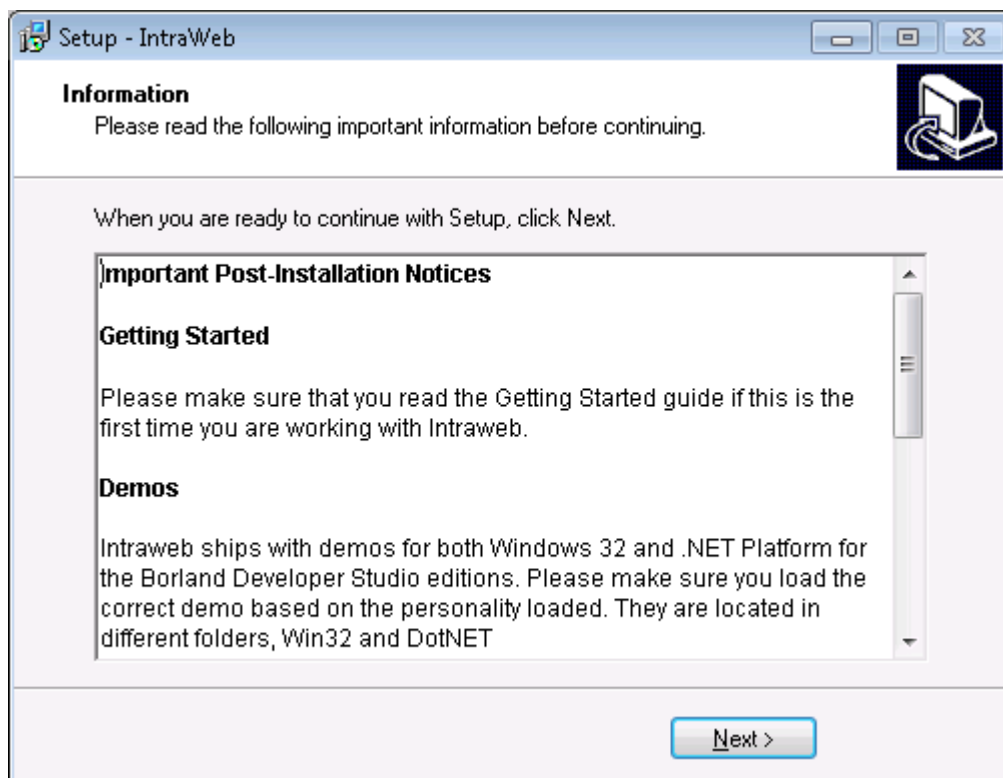 Setup - IntraWeb
Information
Please read the following important information before continuing.
When you are ready to continue with Setup, click Next.
Important Post-Installation Notices
Getting Started
Please make sure that you read the Getting Started guide if this is the
first time you are working with Intraweb.
Demos
Intraweb ships with demos for both Windows 32 and .NET Platform for
the Borland Developer Studio editions. Please make sure you load the
correct demo based on the personality loaded. They are located in
different folders, Win32 and DotNET
Next >